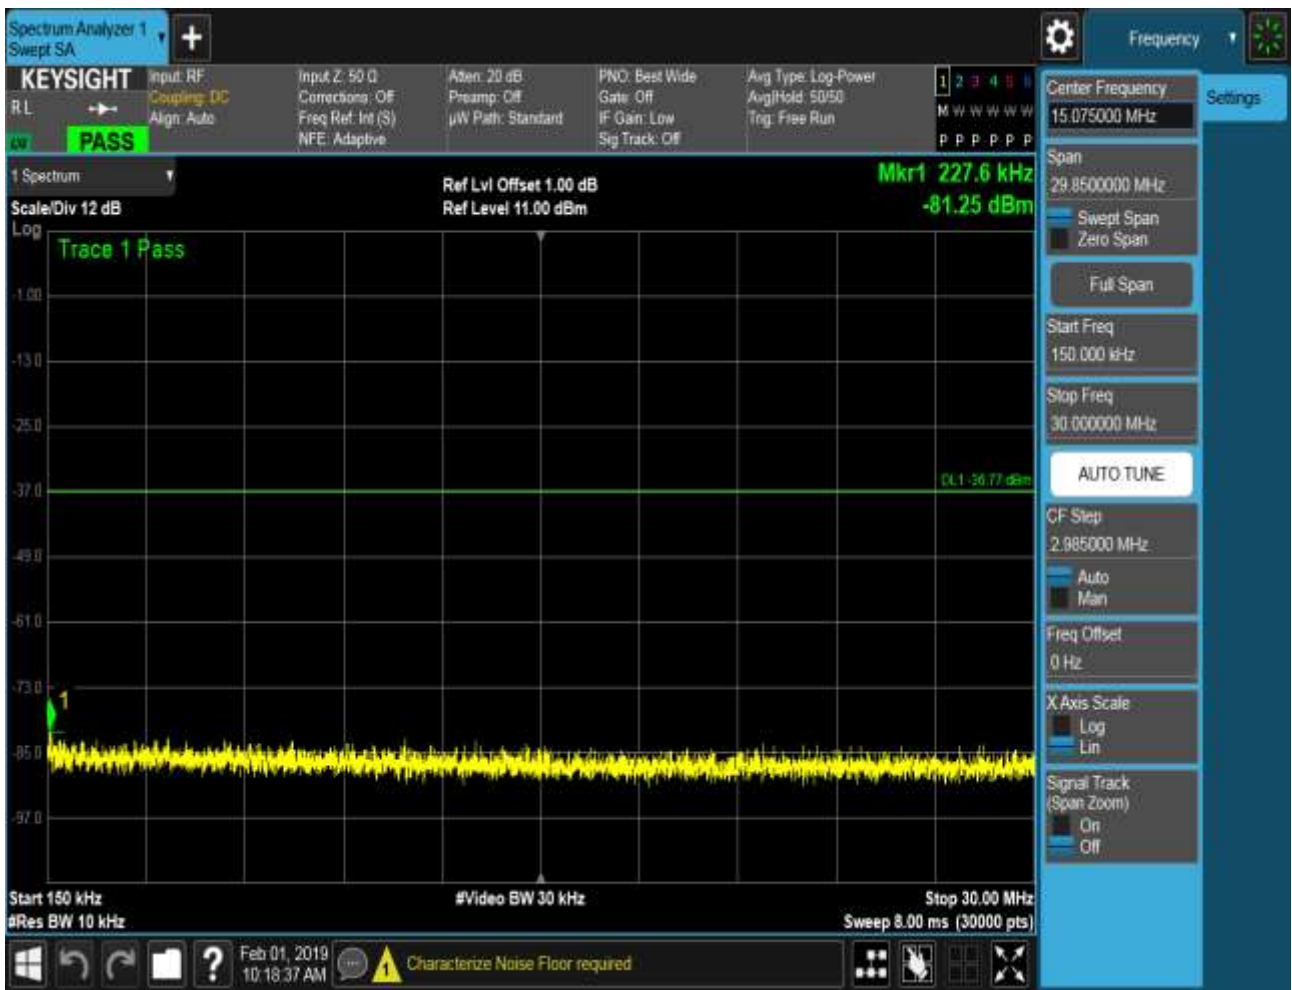 Spectrum Analyzer 1
Swept SA
+
Frequency
KEYSIGHT
R L
PASS
Input: RF
Coupling: DC
Align: Auto
Input Z: 50 Ω
Corrections: Off
Freq Ref: Int (S)
NFE: Adaptive
Atten: 20 dB
Preamp: Off
µW Path: Standard
PNO: Best Wide
Gate: Off
IF Gain: Low
Sig Track: Off
Avg Type: Log-Power
Avg|Hold: 50/50
Trig: Free Run
1 2 3 4 5 6
M W W W W W
P P P P P P
1 Spectrum
Scale/Div 12 dB
Log
Ref Lvl Offset 1.00 dB
Ref Level 11.00 dBm
Mkr1 227.6 kHz
-81.25 dBm
Trace 1 Pass
-1.00
-13.0
-25.0
-37.0
DL1 -36.77 dBm
-49.0
-61.0
-73.0
1
-85.0
-97.0
Start 150 kHz
#Res BW 10 kHz
#Video BW 30 kHz
Stop 30.00 MHz
Sweep 8.00 ms (30000 pts)
Center Frequency
15.075000 MHz
Settings
Span
29.8500000 MHz
Swept Span
Zero Span
Full Span
Start Freq
150.000 kHz
Stop Freq
30.000000 MHz
AUTO TUNE
CF Step
2.985000 MHz
Auto
Man
Freq Offset
0 Hz
X Axis Scale
Log
Lin
Signal Track
(Span Zoom)
On
Off
?
Feb 01, 2019
10:18:37 AM
1
Characterize Noise Floor required